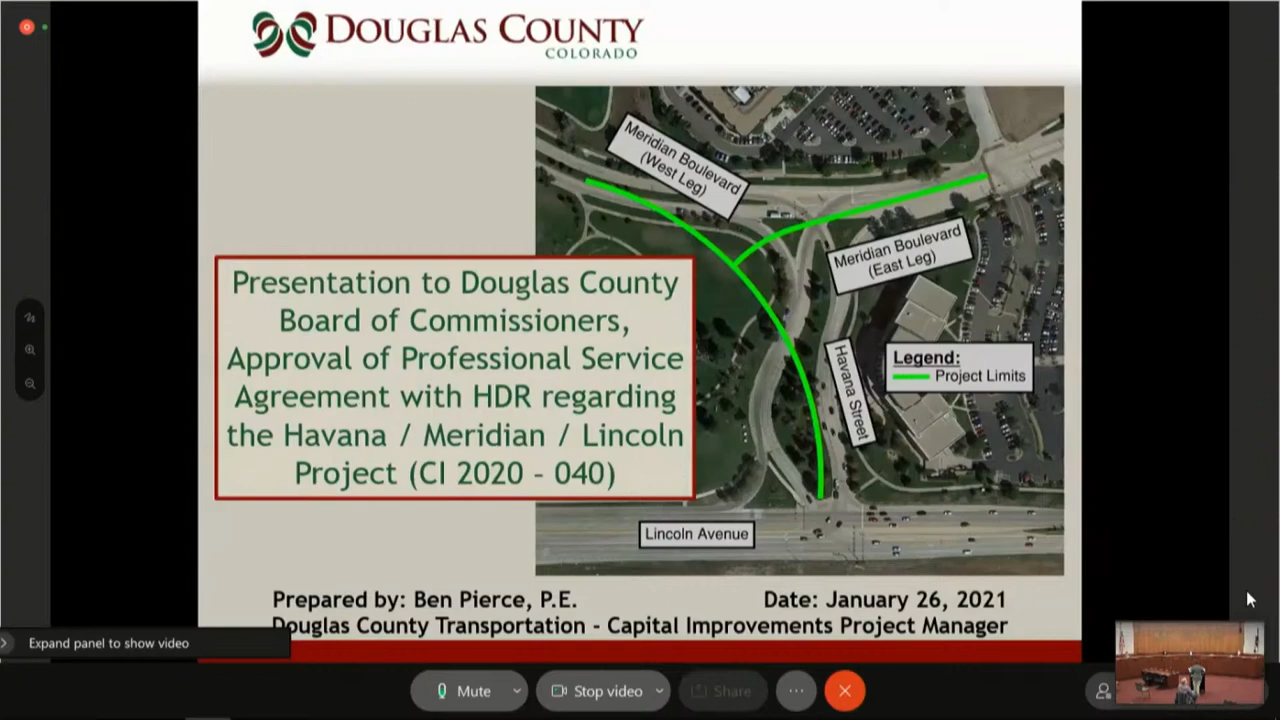 DOUGLAS COUNTY
COLORADO
Meridian Boulevard
(West Leg)
Meridian Boulevard
(East Leg)
Presentation to Douglas County
Board of Commissioners,
Approval of Professional Service
Agreement with HDR regarding
the Havana / Meridian / Lincoln
Project (CI 2020 - 040)
Havana Street
Legend:
Project Limits
Lincoln Avenue
Prepared by: Ben Pierce, P.E.
Date: January 26, 2021
Douglas County Transportation - Capital Improvements Project Manager
Expand panel to show video
Mute
Stop video
Share